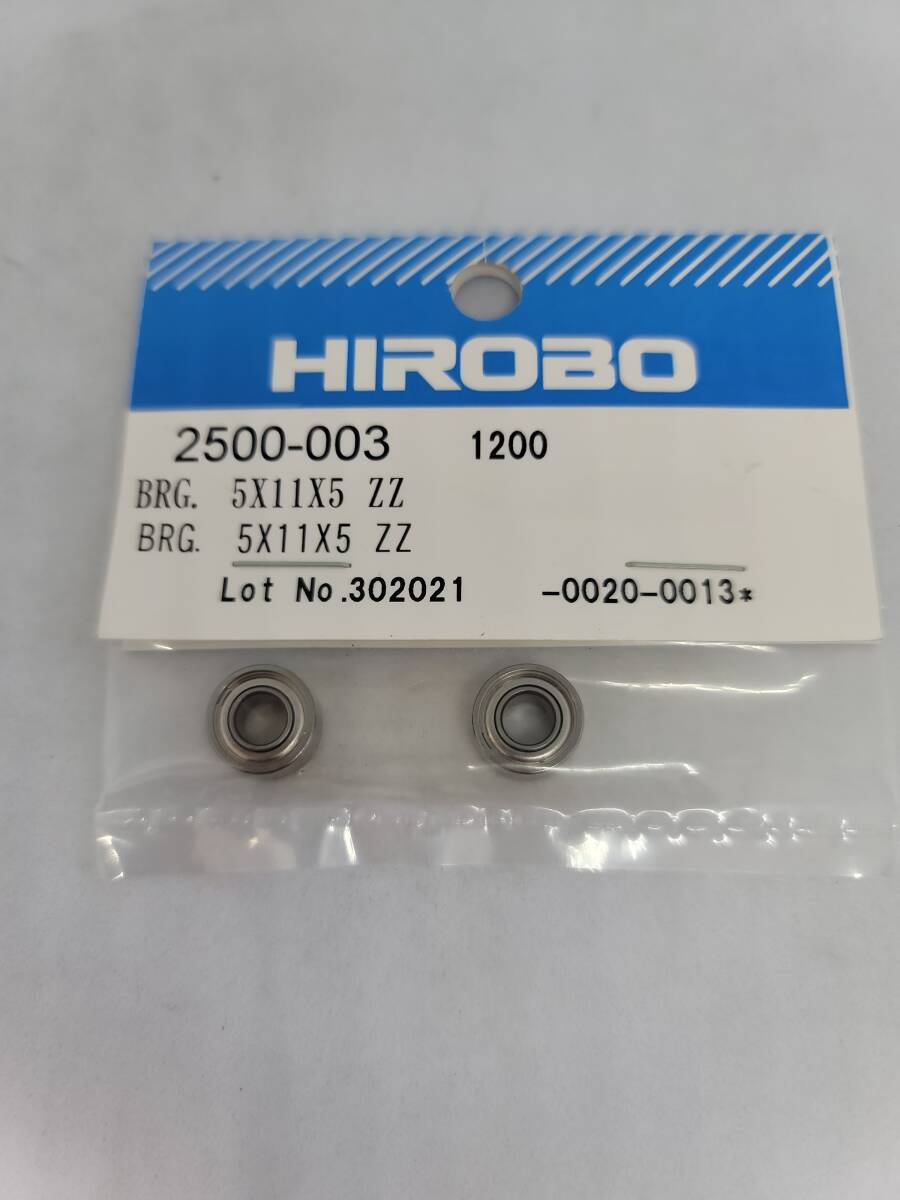 HIROBO
2500-003 1200
BRG. 5X11X5 ZZ
BRG. 5X11X5 ZZ
Lot No.302021 -0020-0013*